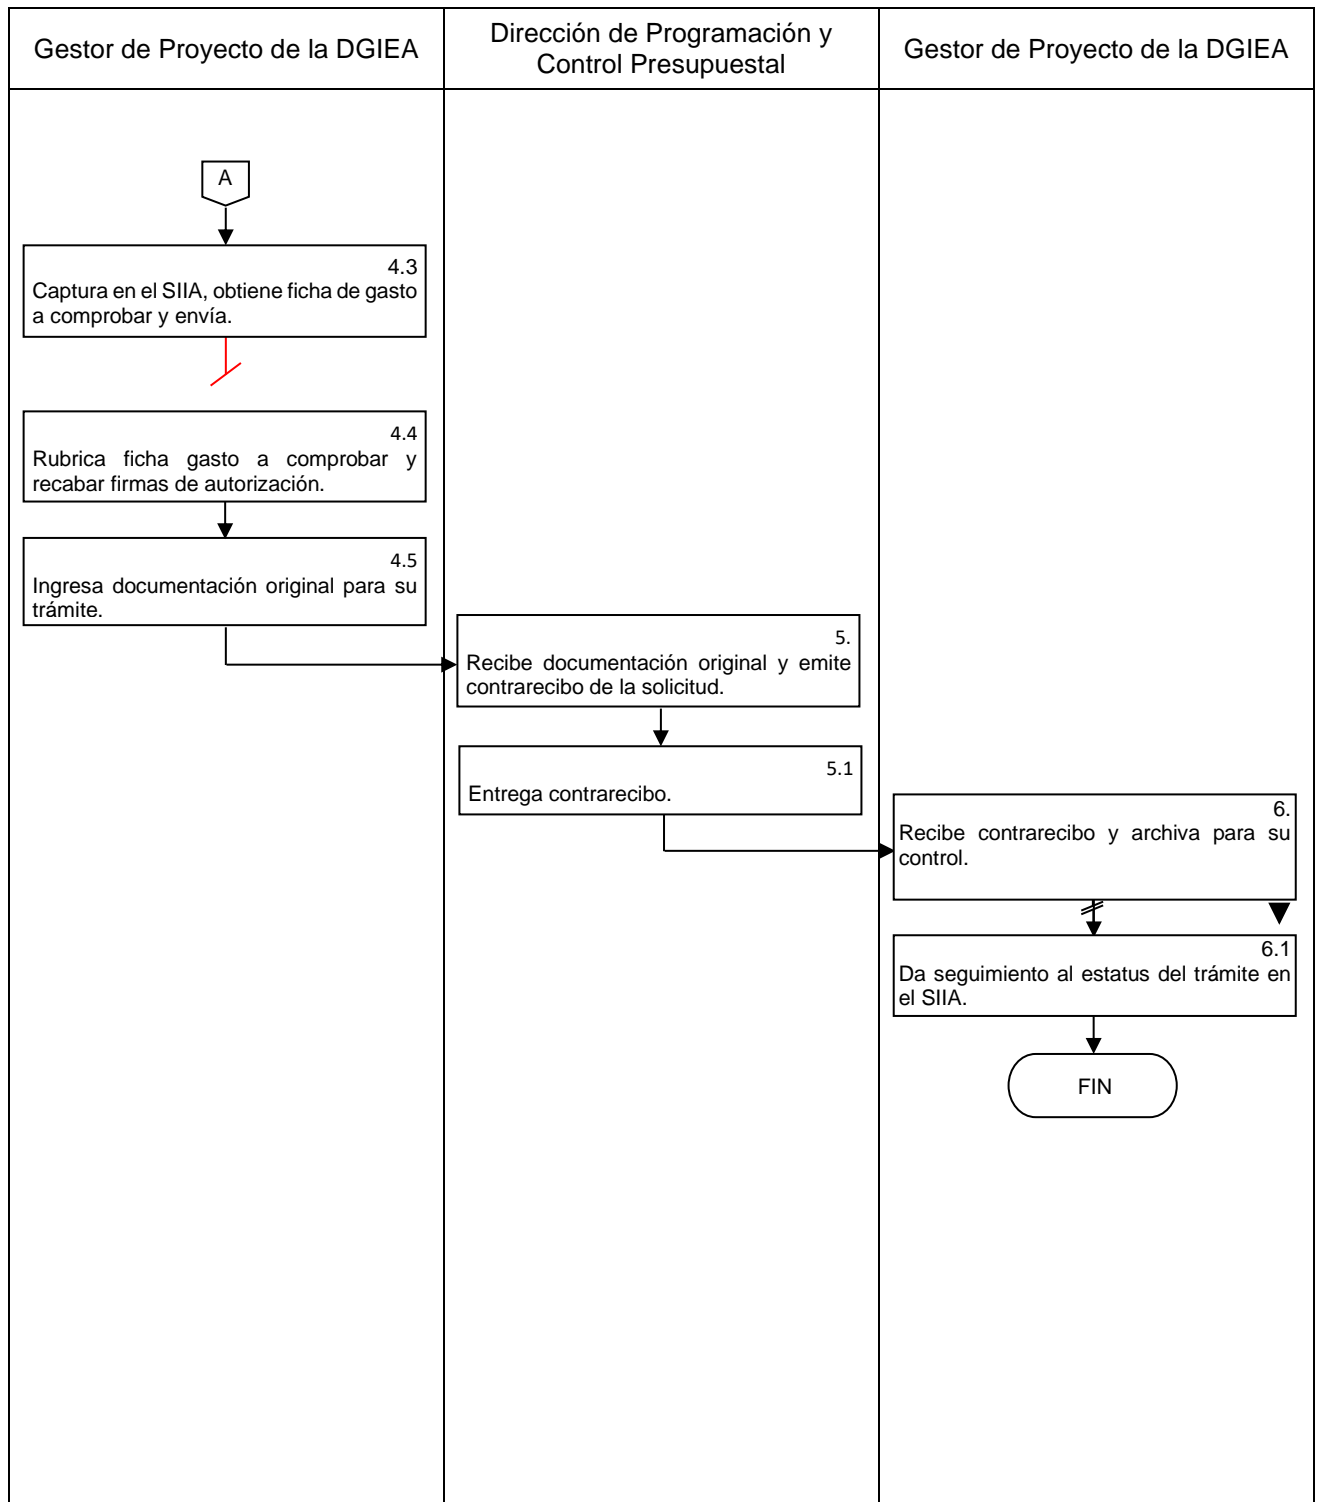 Gestor de Proyecto de la DGIEA
Dirección de Programación y
Control Presupuestal
Gestor de Proyecto de la DGIEA
A
4.3
Captura en el SIIA, obtiene ficha de gasto
a comprobar y envía.
4.4
Rubrica ficha gasto a comprobar y
recabar firmas de autorización.
4.5
Ingresa documentación original para su
trámite.
5.
Recibe documentación original y emite
contrarecibo de la solicitud.
5.1
Entrega contrarecibo.
6.
Recibe contrarecibo y archiva para su
control.
6.1
Da seguimiento al estatus del trámite en
el SIIA.
FIN